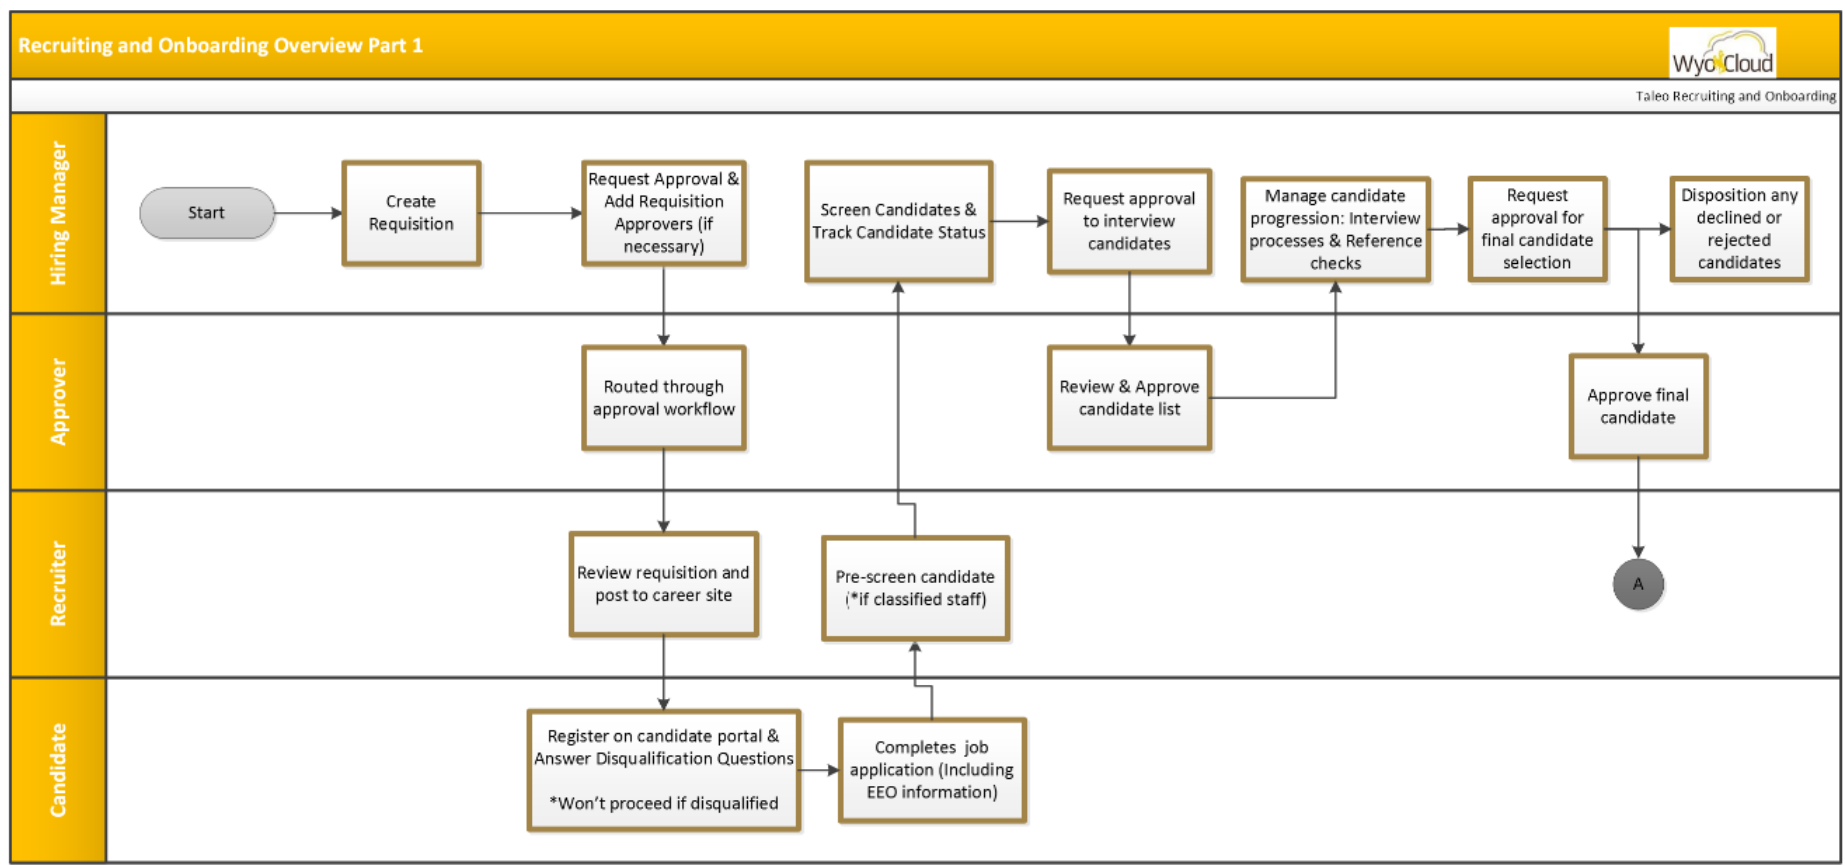 Recruiting and Onboarding Overview Part 1
WyoCloud
Taleo Recruiting and Onboarding
Hiring Manager
Start
Create
Requisition
Request Approval &
Add Requisition
Approvers (if
necessary)
Screen Candidates &
Track Candidate Status
Request approval
to interview
candidates
Manage candidate
progression: Interview
processes & Reference
checks
Request
approval for
final candidate
selection
Disposition any
declined or
rejected
candidates
Approver
Routed through
approval workflow
Review & Approve
candidate list
Approve final
candidate
Recruiter
Review requisition and
post to career site
Pre-screen candidate
(*if classified staff)
A
Candidate
Register on candidate portal &
Answer Disqualification Questions
*Won't proceed if disqualified
Completes job
application (Including
EEO information)